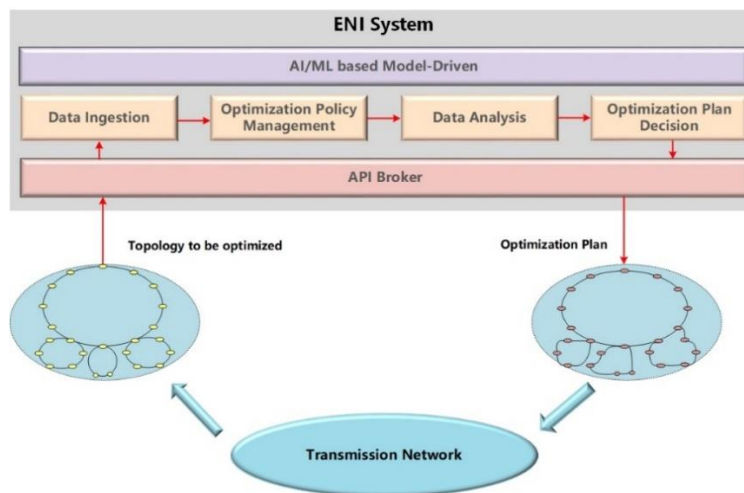 ENI System
AI/ML based Model-Driven
Data Ingestion
Optimization Policy
Management
Data Analysis
Optimization Plan
Decision
API Broker
Topology to be optimized
Optimization Plan
Transmission Network